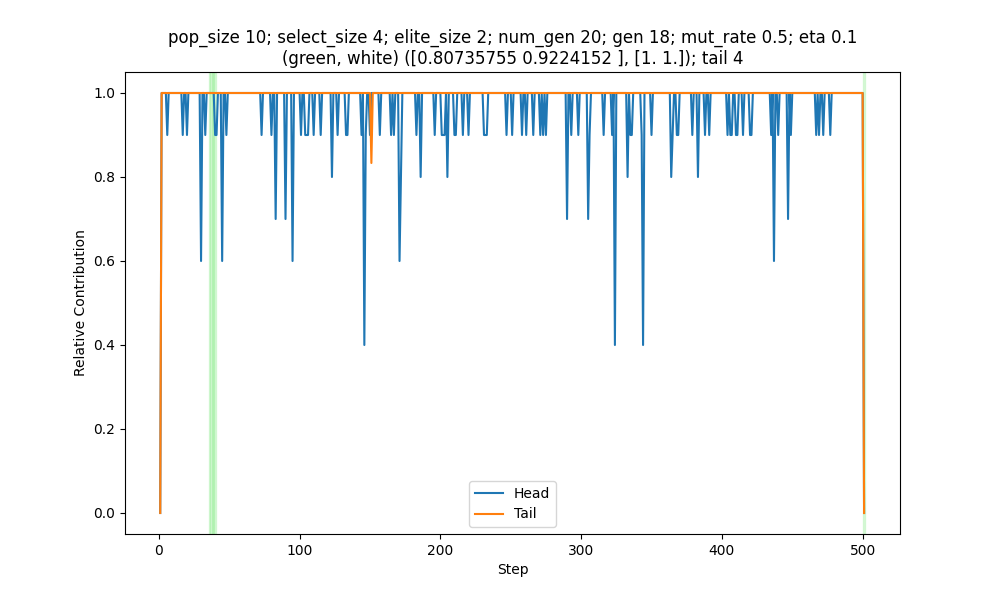 pop_size 10; select_size 4; elite_size 2; num_gen 20; gen 18; mut_rate 0.5; eta 0.1
(green, white) ([0.80735755 0.9224152 ], [1. 1.]); tail 4
Relative Contribution
1.0
0.8
0.6
0.4
0.2
0.0
Head
Tail
0
100
200
300
400
500
Step